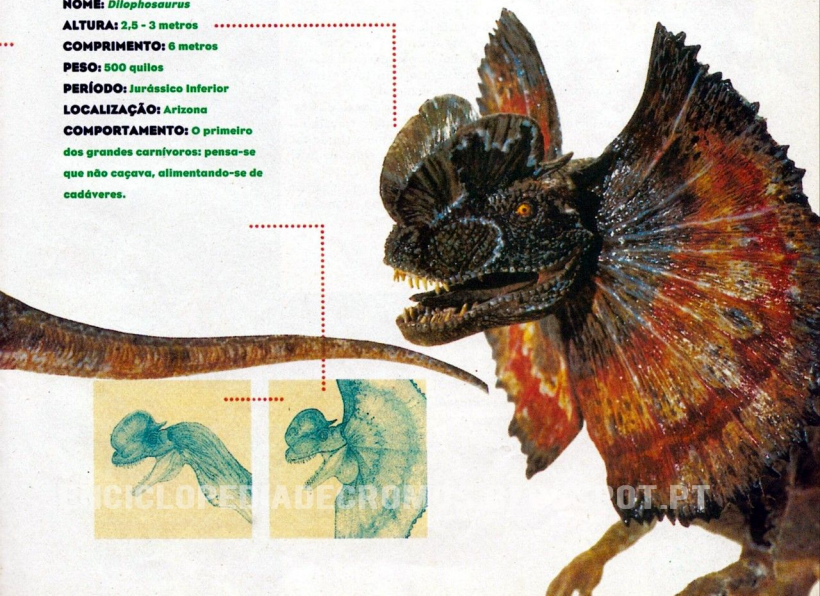 NOME: Dilophosaurus
ALTURA: 2,5 - 3 metros
COMPRIMENTO: 6 metros
PESO: 500 quilos
PERÍODO: Jurássico Inferior
LOCALIZAÇÃO: Arizona
COMPORTAMENTO: O primeiro
dos grandes carnívoros: pensa-se
que não caçava, alimentando-se de
cadáveres.